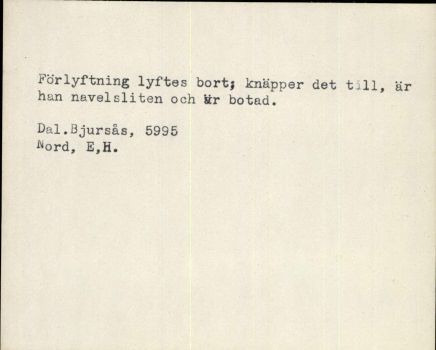 Förlyftning lyftes bort; knäpper det till, är
han navelsliten och är botad.
Dal.Bjursås, 5995
Nord, E,H.